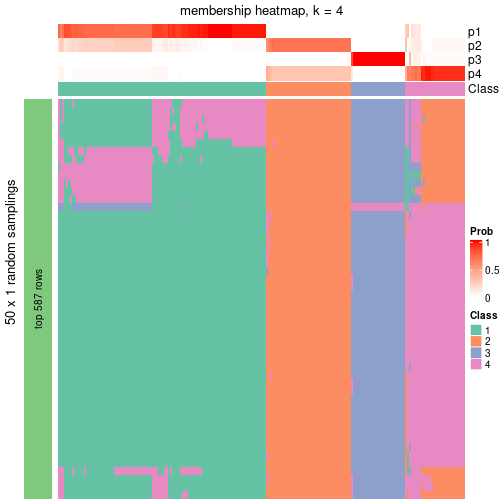 membership heatmap, k = 4
p1
p2
p3
p4
Class
50 x 1 random samplings
top 587 rows
Prob
1
0.5
0
Class
1
2
3
4